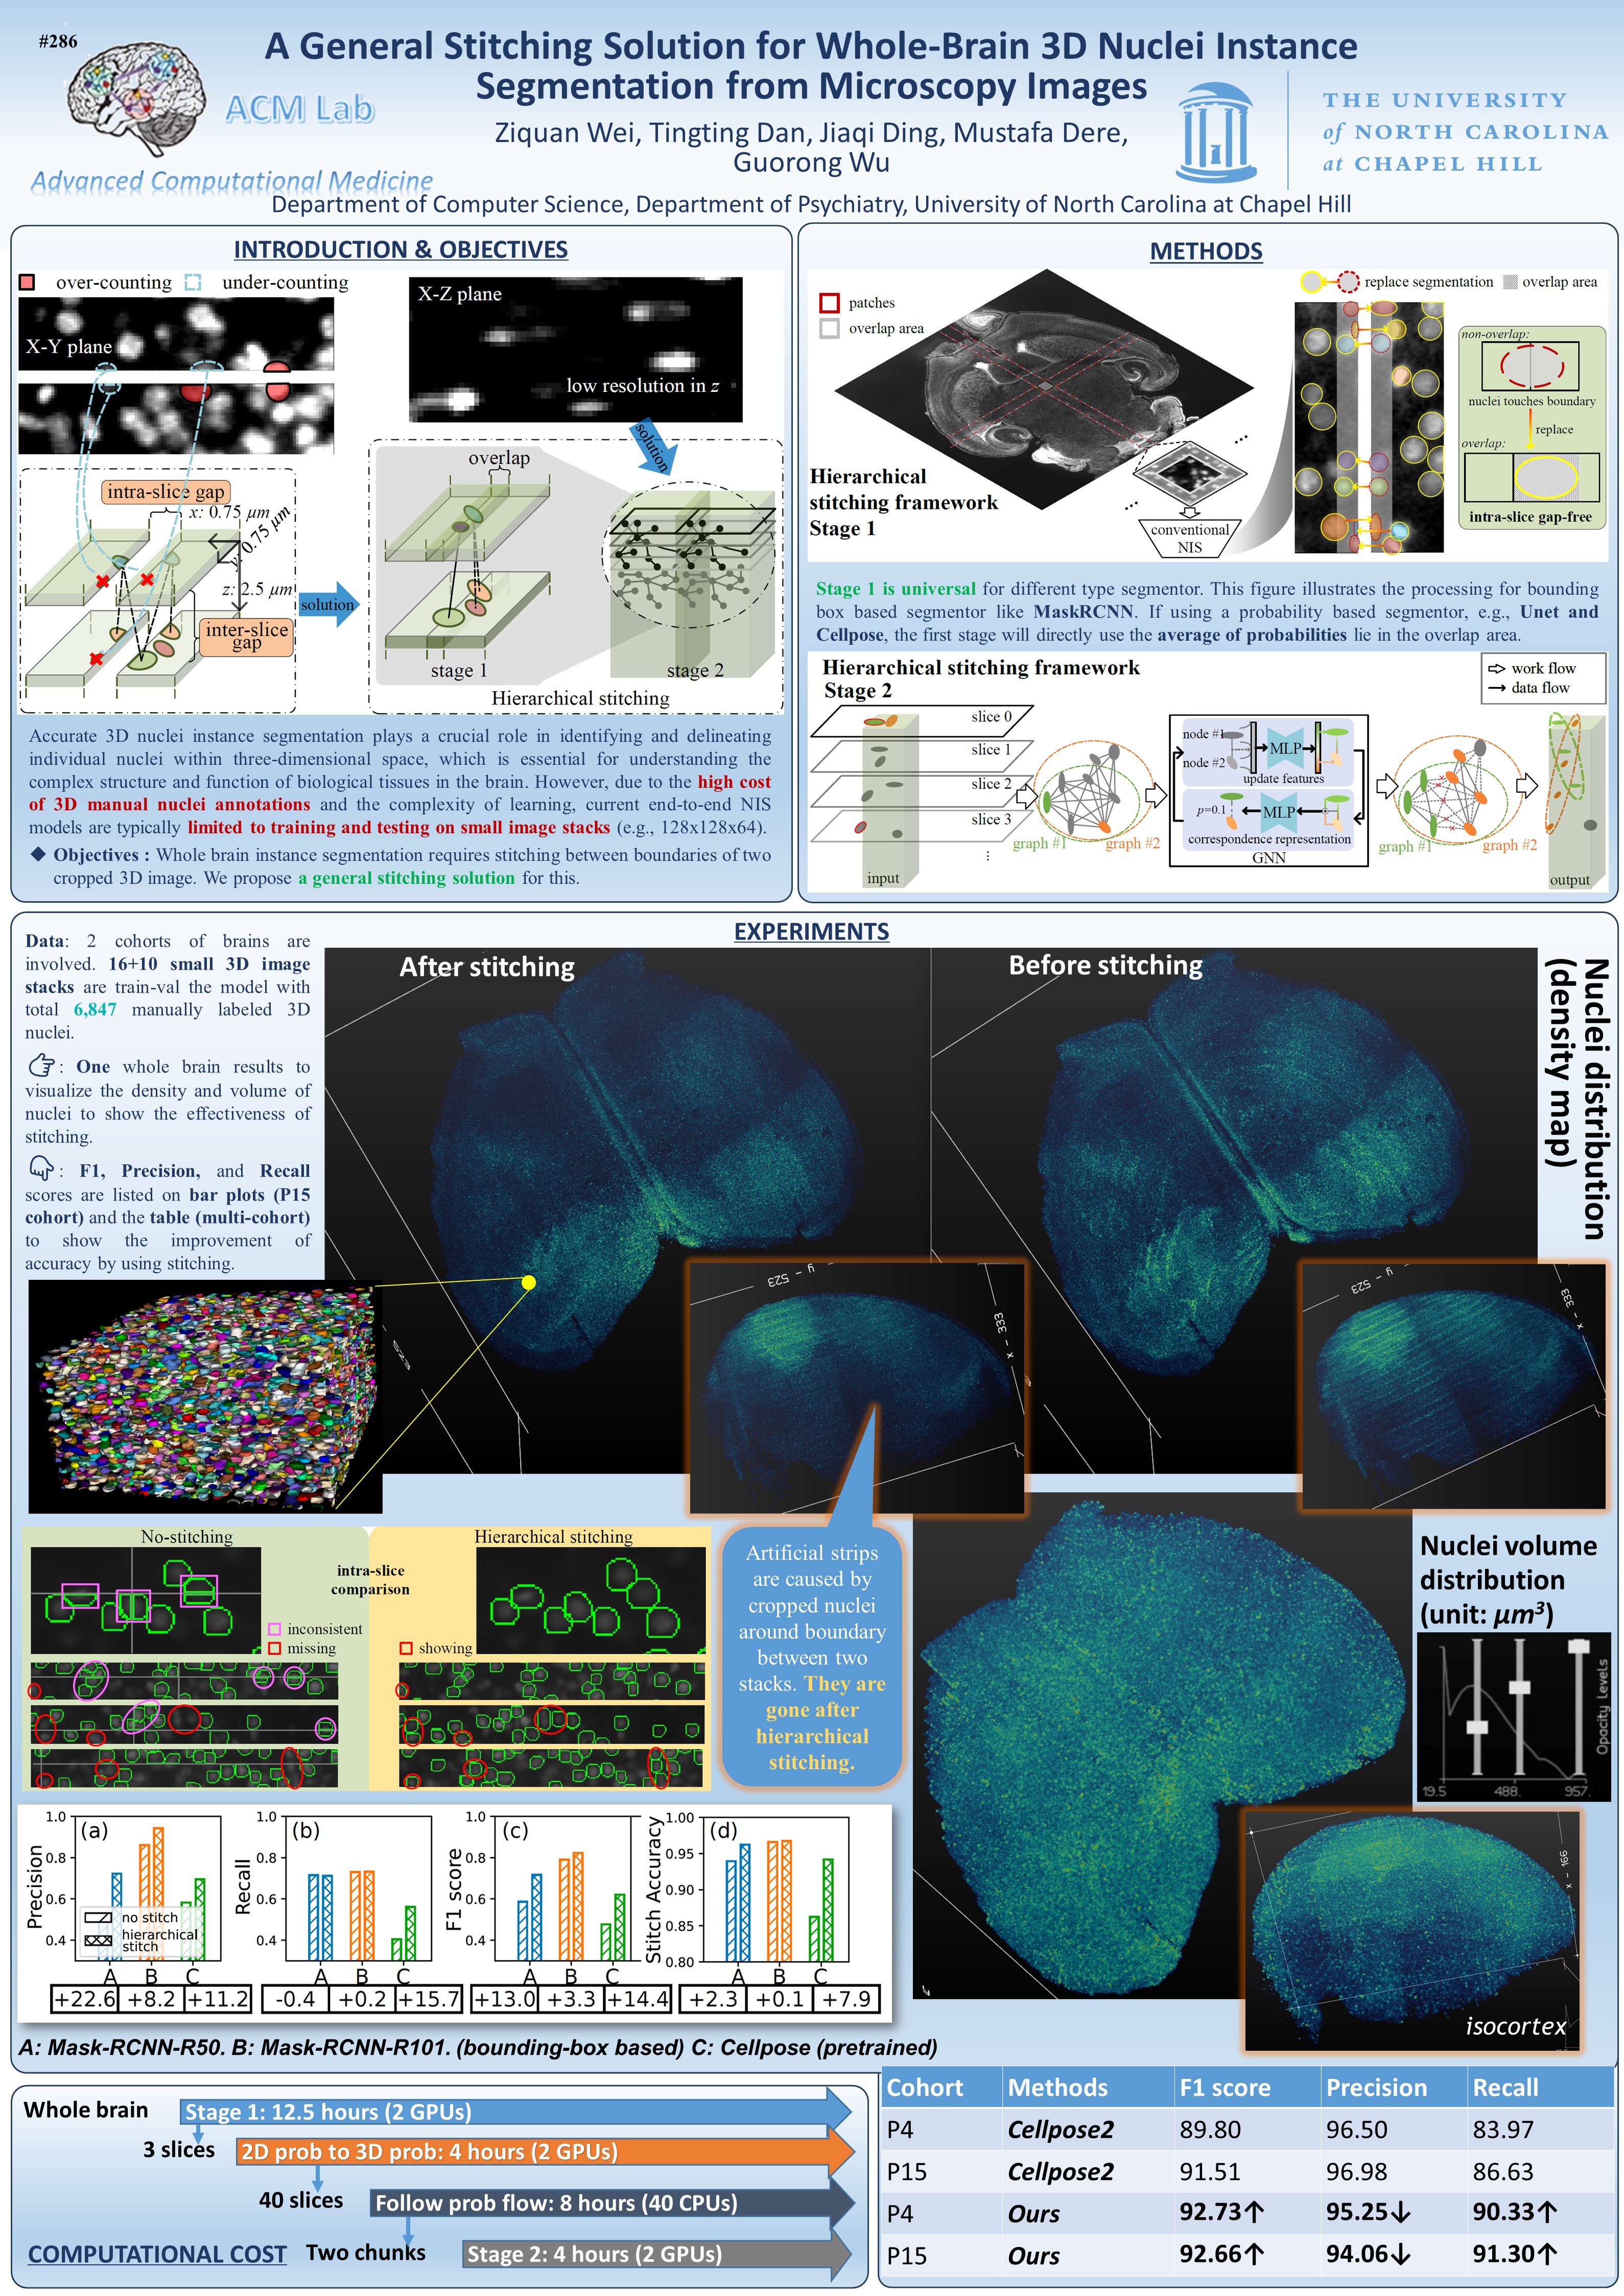 #286
A General Stitching Solution for Whole-Brain 3D Nuclei Instance
Segmentation from Microscopy Images
ACM Lab
Advanced Computational Medicine
Ziquan Wei, Tingting Dan, Jiaqi Ding, Mustafa Dere,
Guorong Wu
THE UNIVERSITY
of NORTH CAROLINA
at CHAPEL HILL
Department of Computer Science, Department of Psychiatry, University of North Carolina at Chapel Hill
INTRODUCTION & OBJECTIVES
over-counting
under-counting
X-Y plane
X-Z plane
low resolution in z
solution
intra-slice gap
x: 0.75 μm
y: 0.75 μm
z: 2.5 μm
inter-slice
gap
solution
overlap
stage 1
stage 2
Hierarchical stitching
Accurate 3D nuclei instance segmentation plays a crucial role in identifying and delineating
individual nuclei within three-dimensional space, which is essential for understanding the
complex structure and function of biological tissues in the brain. However, due to the high cost
of 3D manual nuclei annotations and the complexity of learning, current end-to-end NIS
models are typically limited to training and testing on small image stacks (e.g., 128x128x64).
◆ Objectives : Whole brain instance segmentation requires stitching between boundaries of two
cropped 3D image. We propose a general stitching solution for this.
METHODS
patches
overlap area
Hierarchical
stitching framework
Stage 1
...
...
conventional
NIS
replace segmentation
overlap area
non-overlap:
nuclei touches boundary
replace
overlap:
intra-slice gap-free
Stage 1 is universal for different type segmentor. This figure illustrates the processing for bounding
box based segmentor like MaskRCNN. If using a probability based segmentor, e.g., Unet and
Cellpose, the first stage will directly use the average of probabilities lie in the overlap area.
Hierarchical stitching framework
Stage 2
work flow
data flow
slice 0
slice 1
slice 2
slice 3
⋮
input
graph #1
graph #2
node #1
node #2
MLP
update features
p=0.1
MLP
correspondence representation
GNN
graph #1
graph #2
output
EXPERIMENTS
Data: 2 cohorts of brains are
involved. 16+10 small 3D image
stacks are train-val the model with
total 6,847 manually labeled 3D
nuclei.
: One whole brain results to
visualize the density and volume of
nuclei to show the effectiveness of
stitching.
: F1, Precision, and Recall
scores are listed on bar plots (P15
cohort) and the table (multi-cohort)
to show the improvement of
accuracy by using stitching.
After stitching
Before stitching
Nuclei distribution
(density map)
y - 523
x - 333
y - 523
x - 333
No-stitching
Hierarchical stitching
intra-slice
comparison
inconsistent
missing
showing
Artificial strips
are caused by
cropped nuclei
around boundary
between two
stacks. They are
gone after
hierarchical
stitching.
Nuclei volume
distribution
(unit: μm³)
Opacity levels
19.5
488.
957.
x - 166
isocortex
(a)
Precision
1.0
0.8
0.6
0.4
no stitch
hierarchical
stitch
A B C
+22.6 +8.2 +11.2
(b)
Recall
1.0
0.8
0.6
0.4
A B C
-0.4 +0.2 +15.7
(c)
F1 score
1.0
0.8
0.6
0.4
A B C
+13.0 +3.3 +14.4
(d)
Stitch Accuracy
1.00
0.95
0.90
0.85
0.80
A B C
+2.3 +0.1 +7.9
A: Mask-RCNN-R50. B: Mask-RCNN-R101. (bounding-box based) C: Cellpose (pretrained)
Whole brain
Stage 1: 12.5 hours (2 GPUs)
3 slices
2D prob to 3D prob: 4 hours (2 GPUs)
40 slices
Follow prob flow: 8 hours (40 CPUs)
COMPUTATIONAL COST
Two chunks
Stage 2: 4 hours (2 GPUs)
Cohort Methods F1 score Precision Recall
P4 Cellpose2 89.80 96.50 83.97
P15 Cellpose2 91.51 96.98 86.63
P4 Ours 92.73↑ 95.25↓ 90.33↑
P15 Ours 92.66↑ 94.06↓ 91.30↑